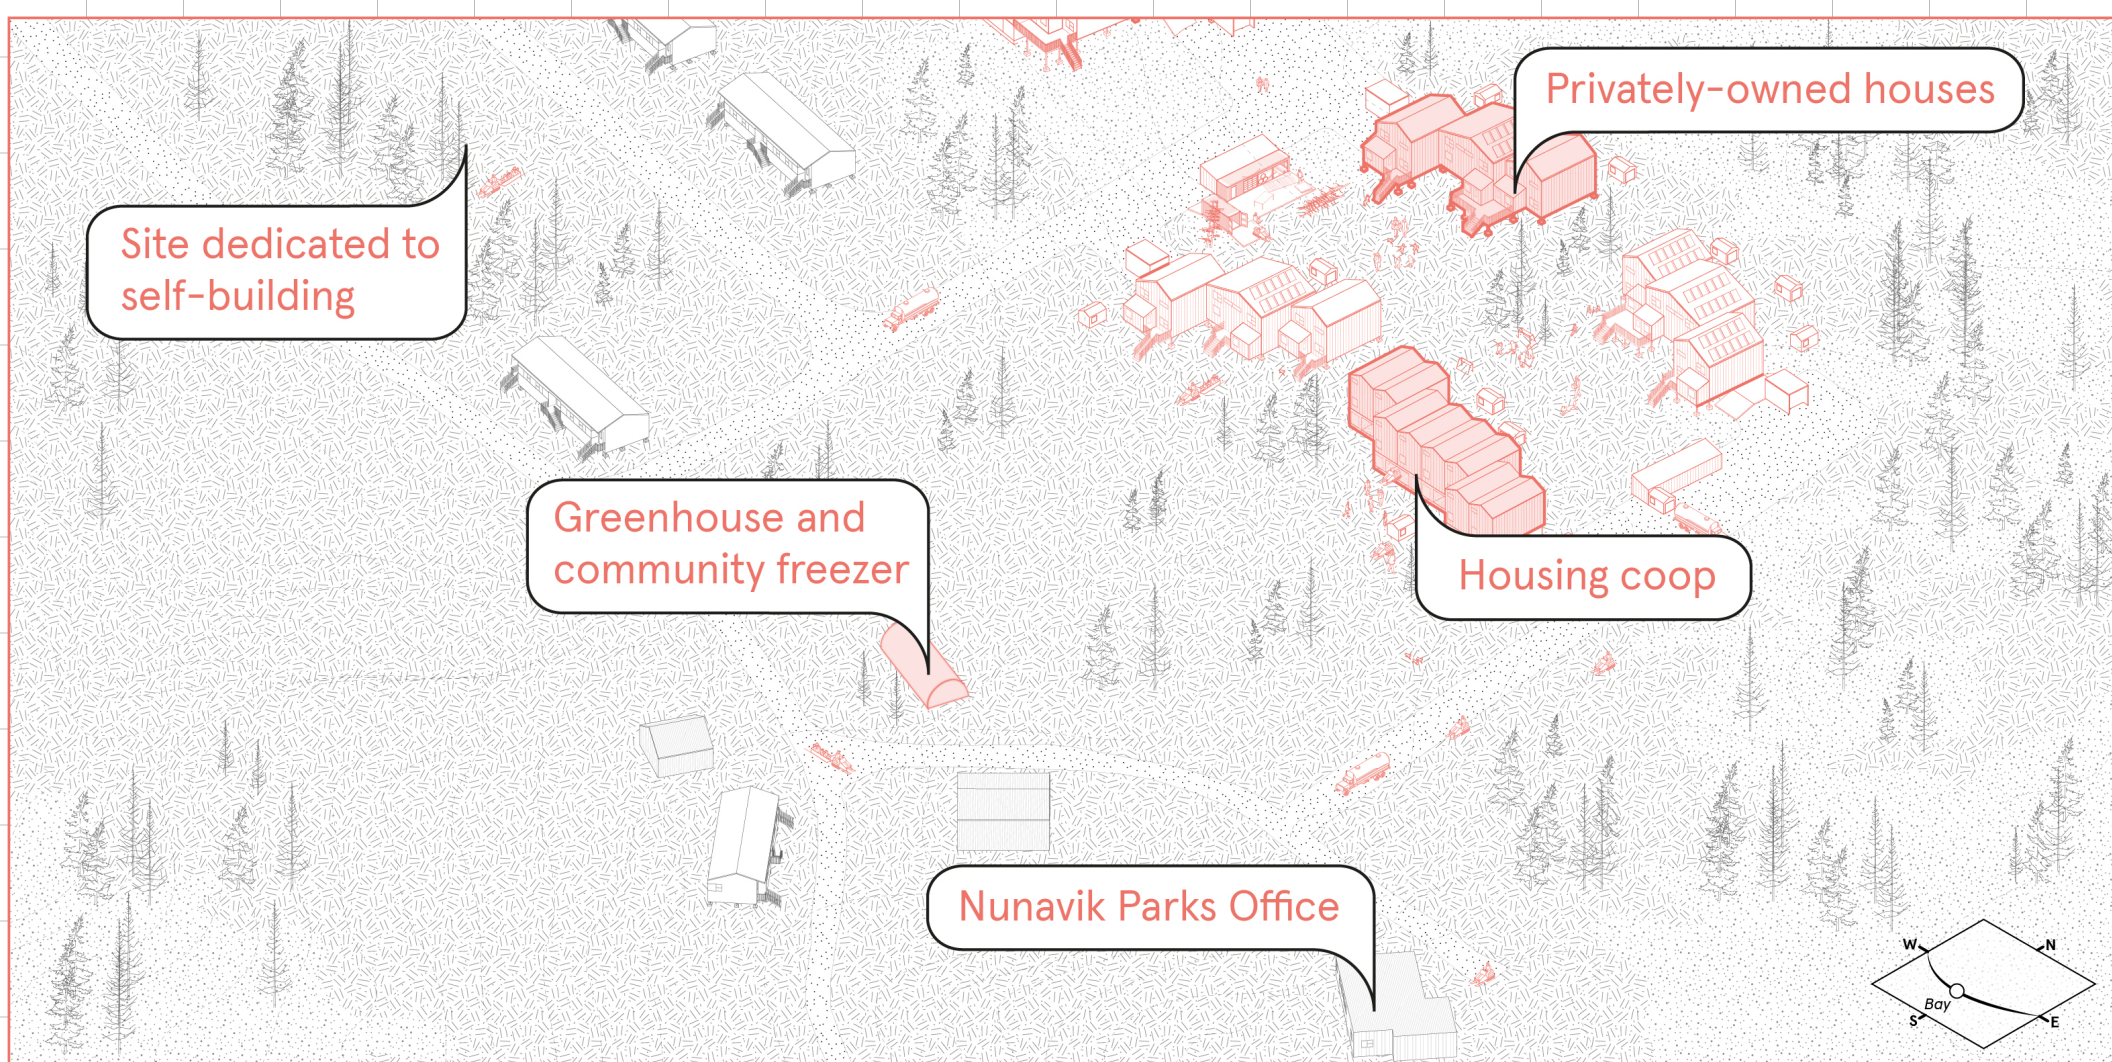 Privately-owned houses
Site dedicated to
self-building
Greenhouse and
community freezer
Housing coop
Nunavik Parks Office
W
N
Bay
S
E